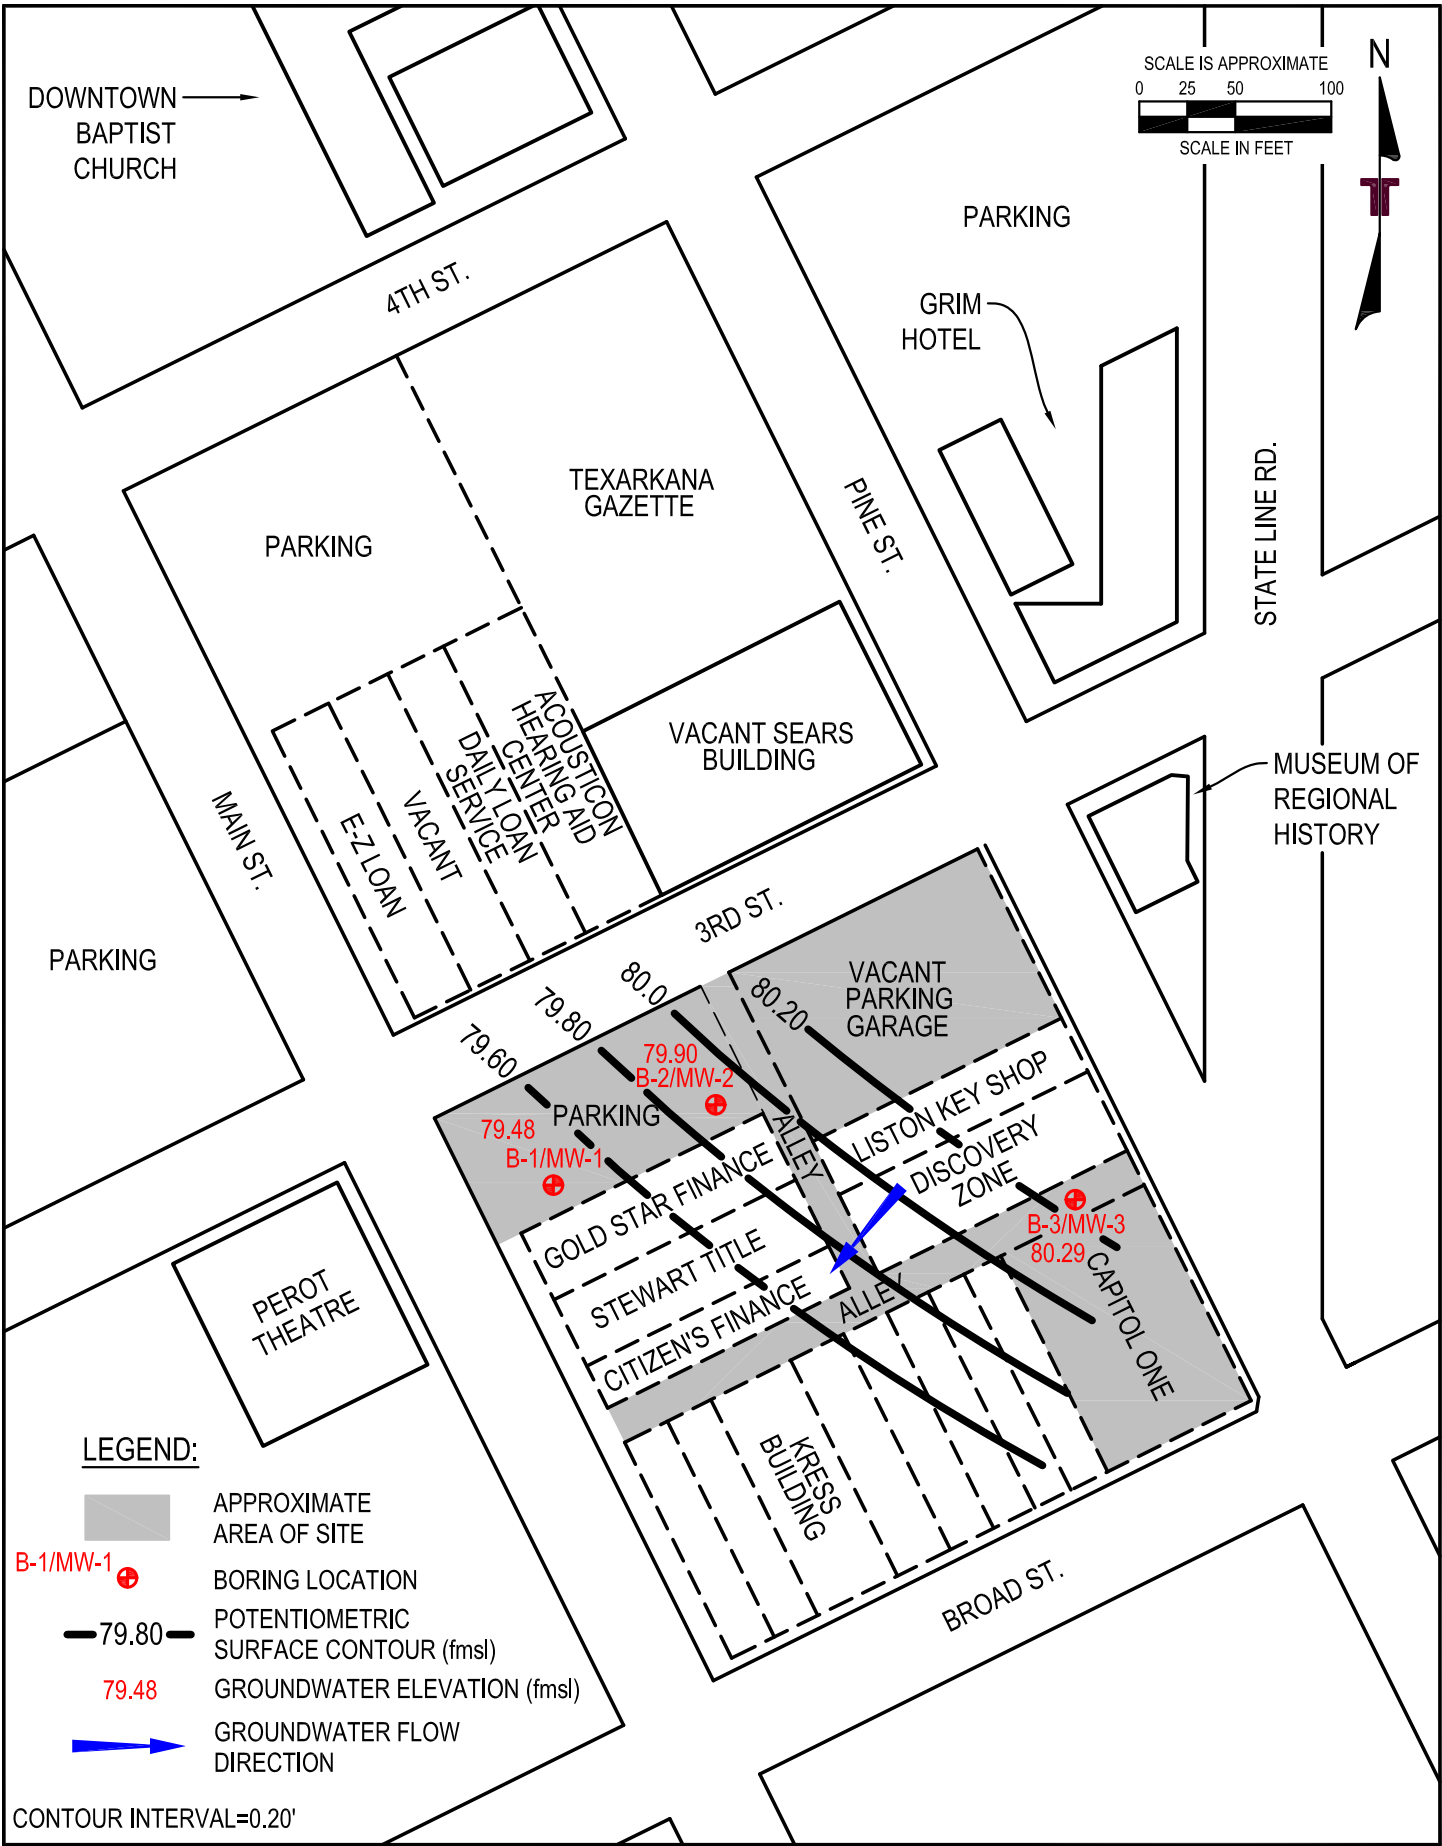 DOWNTOWN
BAPTIST
CHURCH
SCALE IS APPROXIMATE
0 25 50 100
SCALE IN FEET
N
PARKING
4TH ST.
GRIM
HOTEL
TEXARKANA
GAZETTE
PARKING
PINE ST.
STATE LINE RD.
ACOUSTICON
HEARING AID
CENTER
DAILY LOAN
SERVICE
VACANT
E-Z LOAN
VACANT SEARS
BUILDING
MAIN ST.
MUSEUM OF
REGIONAL
HISTORY
PARKING
3RD ST.
VACANT
PARKING
GARAGE
80.20
80.0
79.80
79.60
79.90
B-2/MW-2
PARKING
79.48
B-1/MW-1
ALLEY
LISTON KEY SHOP
DISCOVERY
ZONE
GOLD STAR FINANCE
STEWART TITLE
CITIZEN'S FINANCE
B-3/MW-3
80.29
ALLEY
CAPITOL ONE
PEROT
THEATRE
KRESS
BUILDING
BROAD ST.
LEGEND:
APPROXIMATE
AREA OF SITE
B-1/MW-1
BORING LOCATION
79.80
POTENTIOMETRIC
SURFACE CONTOUR (fmsl)
79.48
GROUNDWATER ELEVATION (fmsl)
GROUNDWATER FLOW
DIRECTION
CONTOUR INTERVAL=0.20'